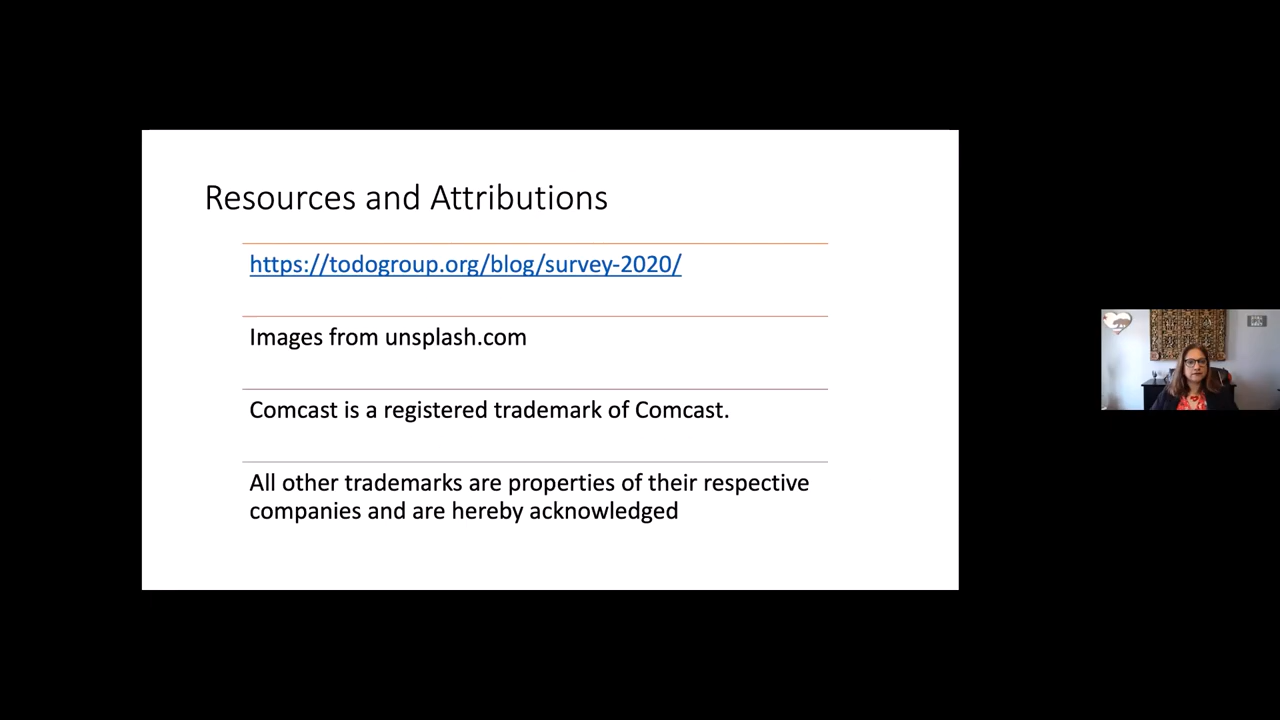 Resources and Attributions
https://todogroup.org/blog/survey-2020/
Images from unsplash.com
Comcast is a registered trademark of Comcast.
All other trademarks are properties of their respective
companies and are hereby acknowledged